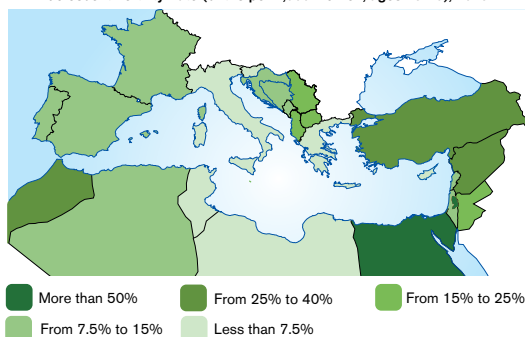 More than 50%
From 25% to 40%
From 15% to 25%
From 7.5% to 15%
Less than 7.5%